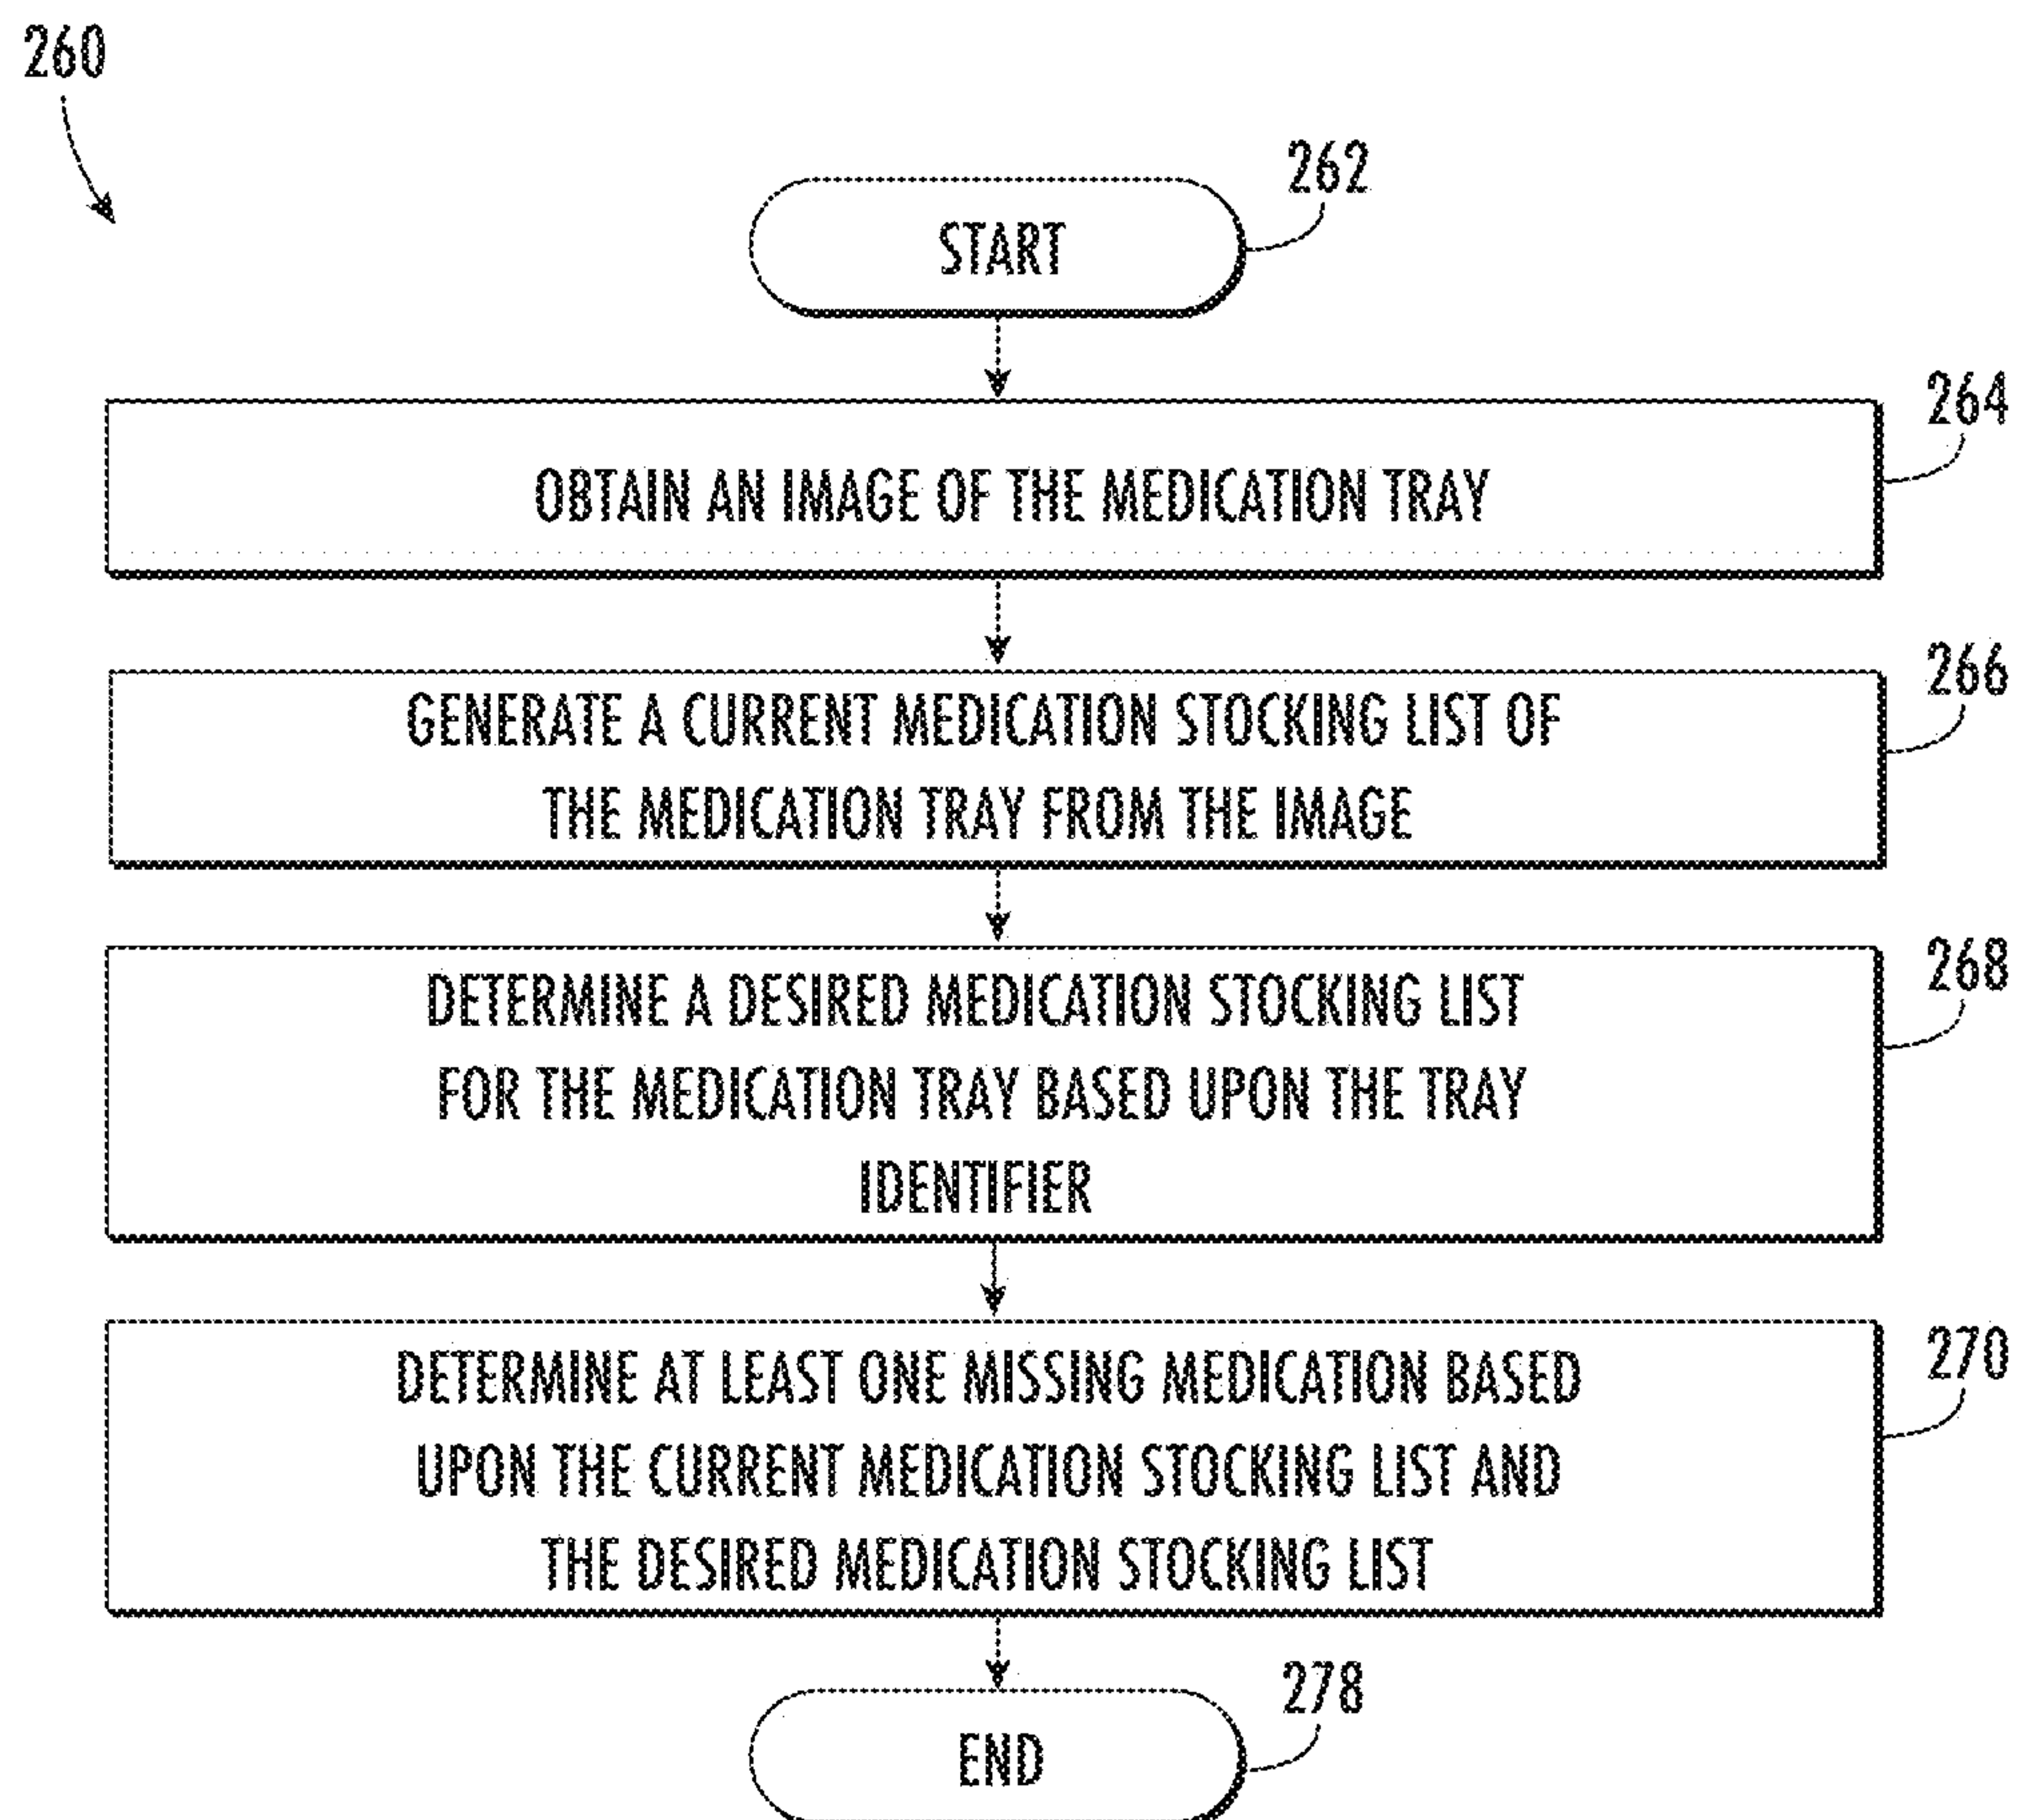 260
262
START
264
OBTAIN AN IMAGE OF THE MEDICATION TRAY
266
GENERATE A CURRENT MEDICATION STOCKING LIST OF
THE MEDICATION TRAY FROM THE IMAGE
268
DETERMINE A DESIRED MEDICATION STOCKING LIST
FOR THE MEDICATION TRAY BASED UPON THE TRAY
IDENTIFIER
270
DETERMINE AT LEAST ONE MISSING MEDICATION BASED
UPON THE CURRENT MEDICATION STOCKING LIST AND
THE DESIRED MEDICATION STOCKING LIST
278
END